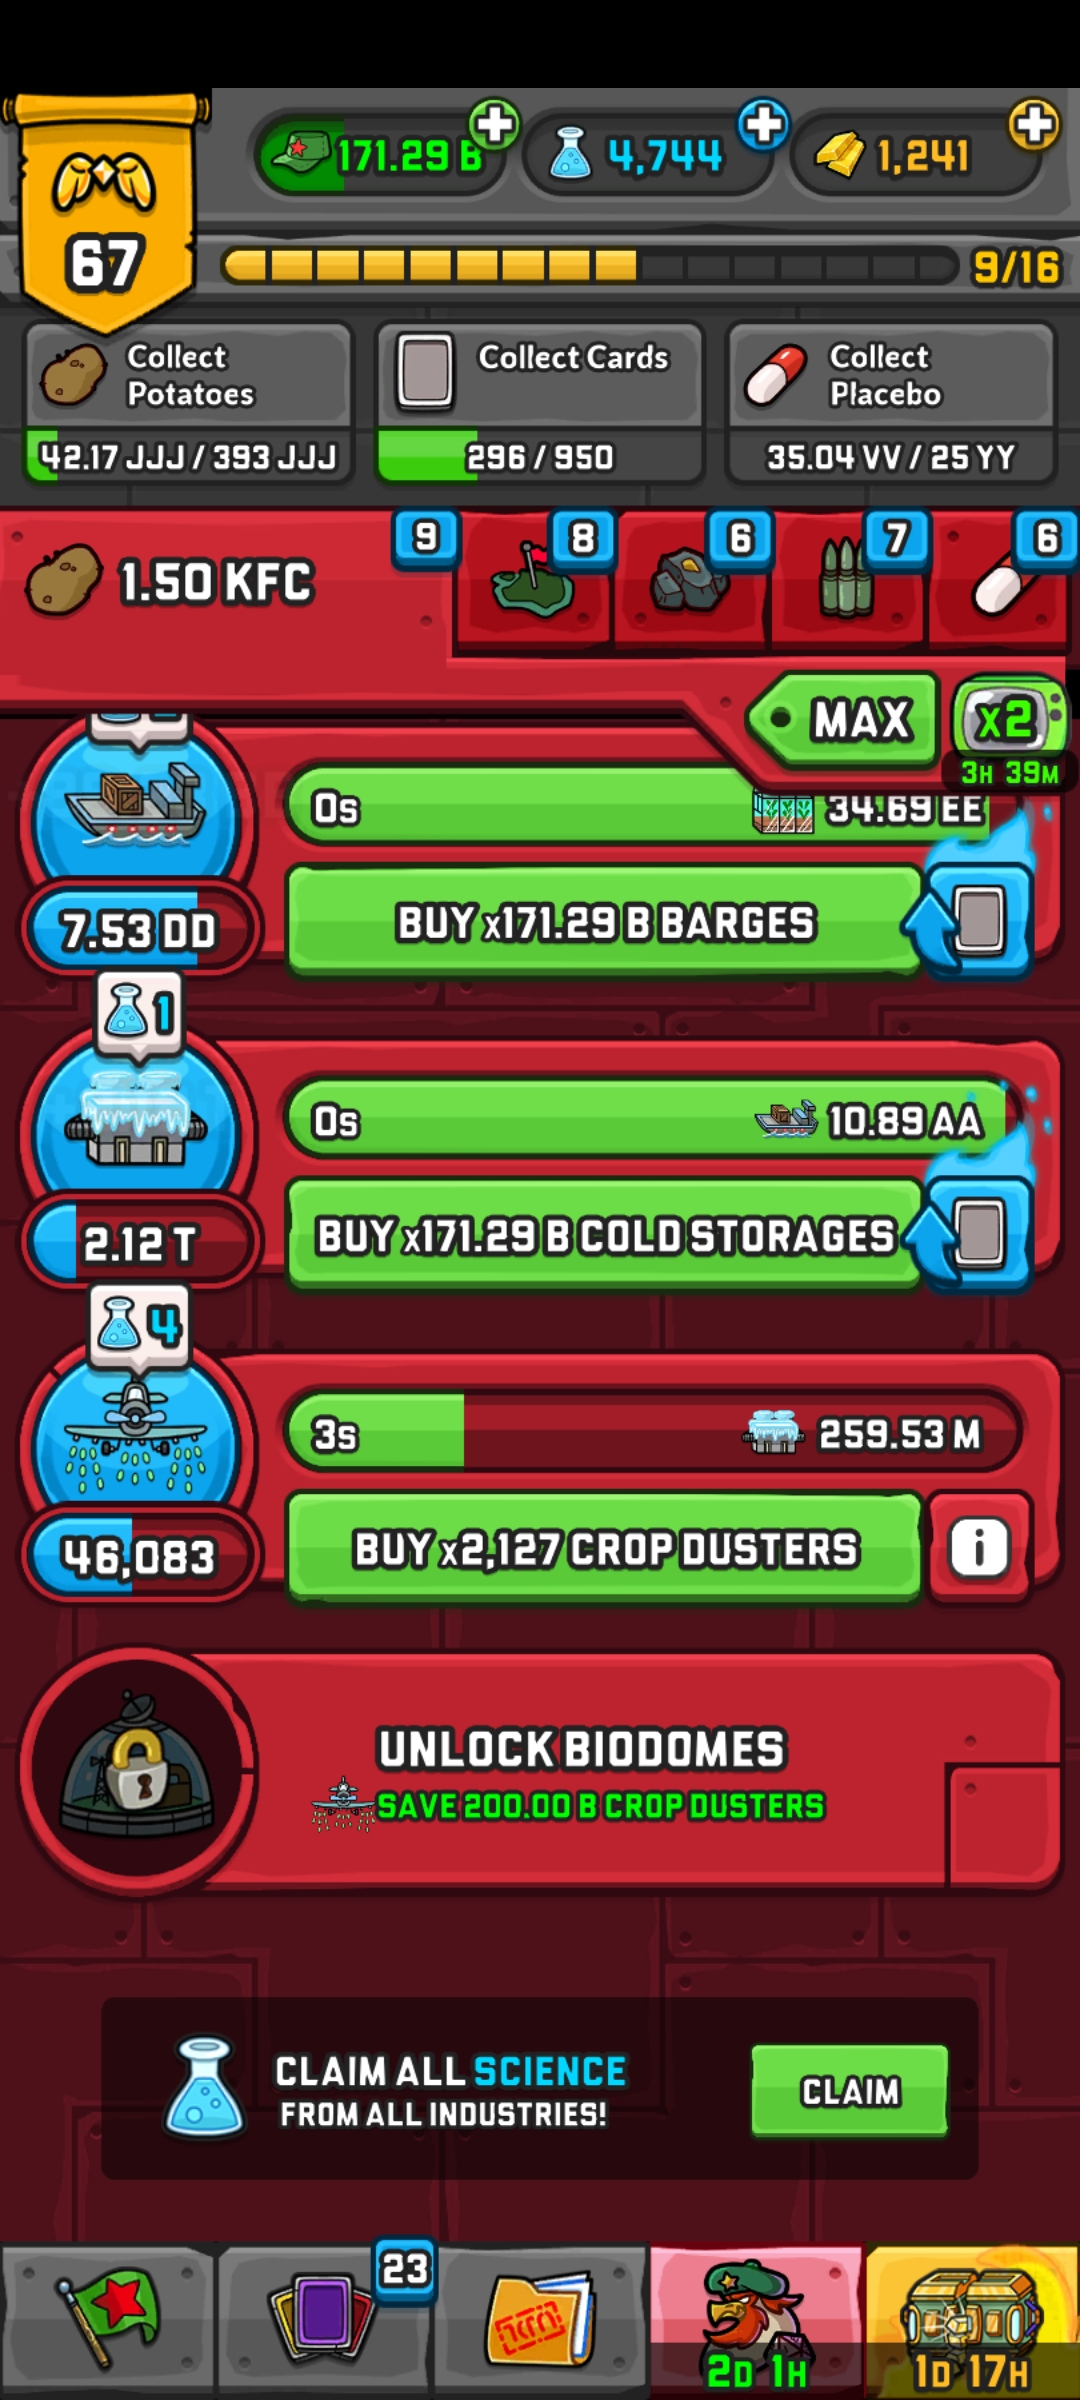 171.29 B
4,744
1,241
67
9/16
Collect
Potatoes
42.17 JJJ / 393 JJJ
Collect Cards
296 / 950
Collect
Placebo
35.04 VV / 25 YY
1.50 KFC
9
8
6
7
6
MAX
x2
3H 39M
0s
34.69 EE
7.53 DD
BUY x171.29 B BARGES
1
0s
10.89 AA
2.12 T
BUY x171.29 B COLD STORAGES
4
3s
259.53 M
46,083
BUY x2,127 CROP DUSTERS
i
UNLOCK BIODOMES
SAVE 200.00 B CROP DUSTERS
CLAIM ALL SCIENCE
FROM ALL INDUSTRIES!
CLAIM
23
2D 1H
1D 17H